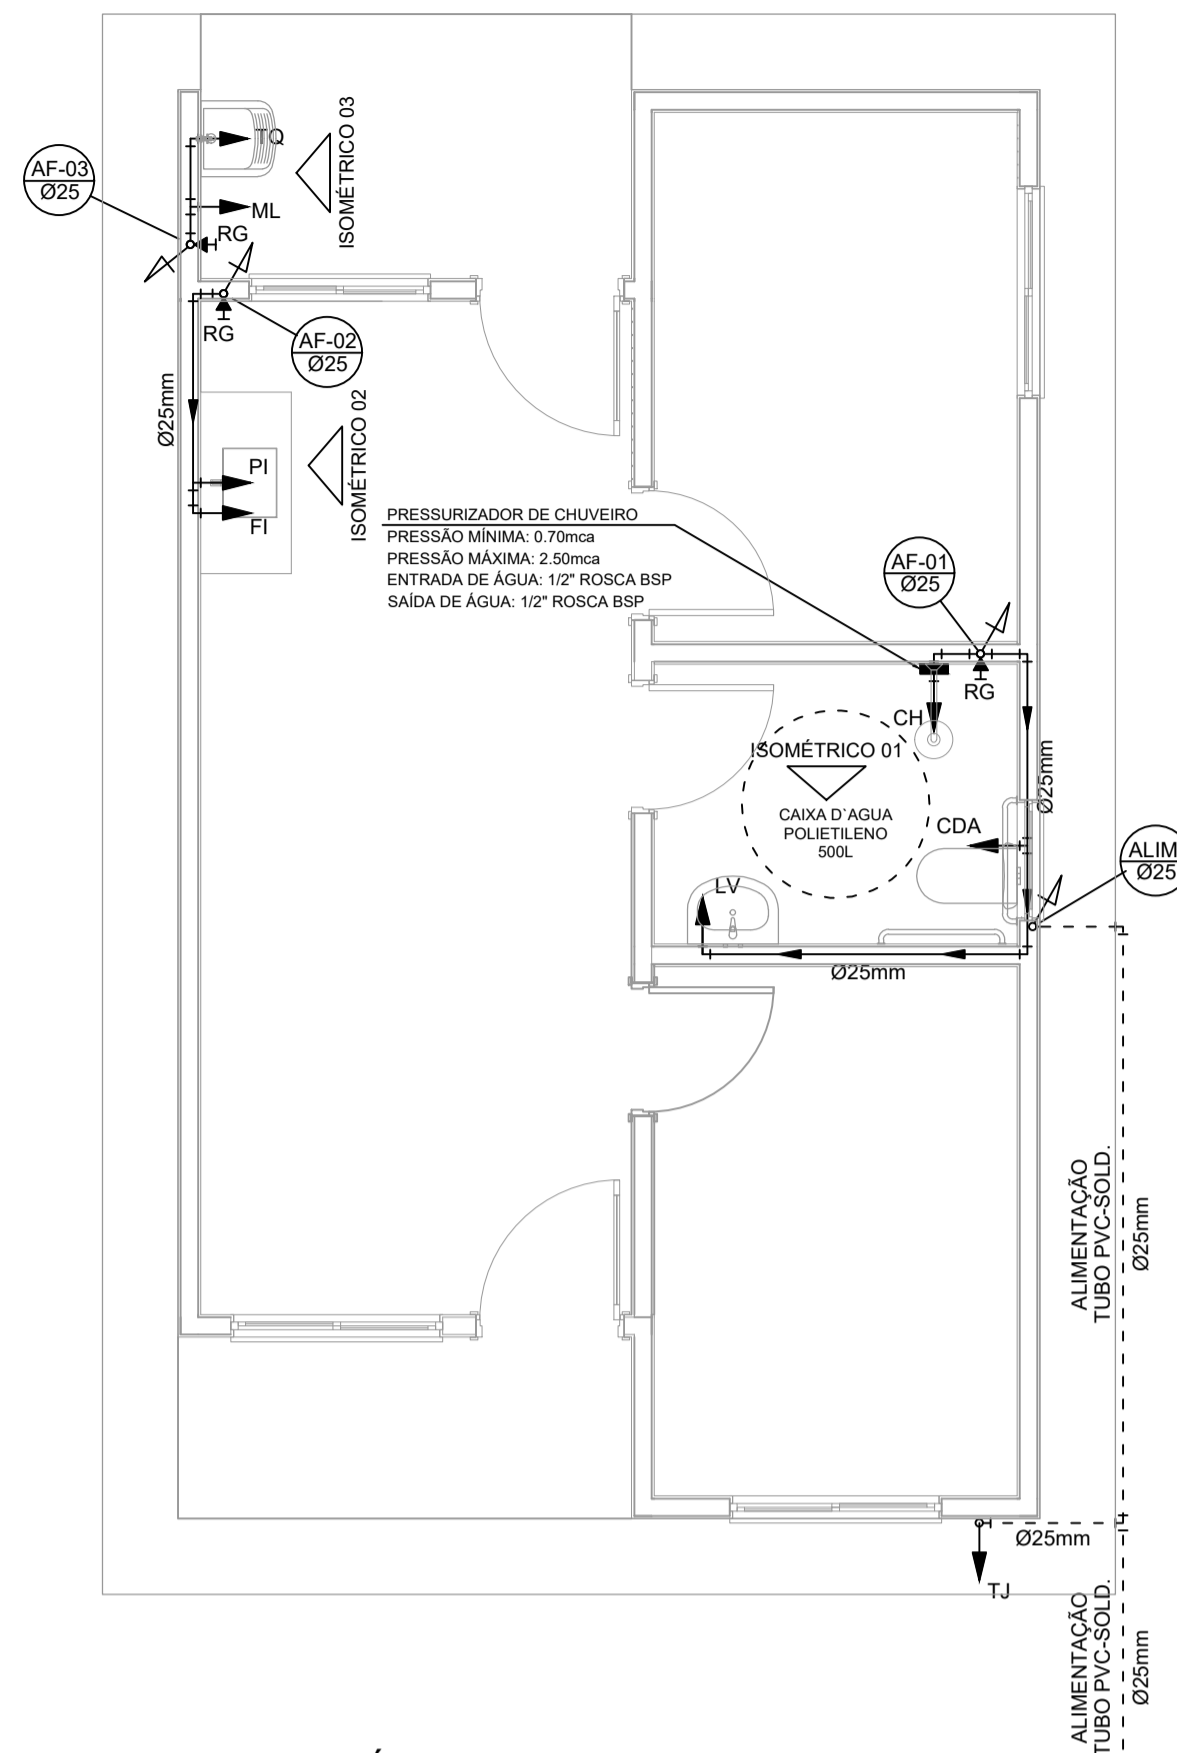 ISOMÉTRICO 03
TQ
AF-03
Ø25
ML
RG
RG
AF-02
Ø25
Ø25mm
ISOMÉTRICO 02
PI
FI
PRESSURIZADOR DE CHUVEIRO
PRESSÃO MÍNIMA: 0.70mca
PRESSÃO MÁXIMA: 2.50mca
ENTRADA DE ÁGUA: 1/2" ROSCA BSP
SAÍDA DE ÁGUA: 1/2" ROSCA BSP
AF-01
Ø25
RG
CH
ISOMÉTRICO 01
Ø25mm
CAIXA D`AGUA
POLIETILENO
500L
CDA
ALIM
Ø25
LV
Ø25mm
ALIMENTAÇÃO
TUBO PVC-SOLD.
Ø25mm
Ø25mm
TJ
ALIMENTAÇÃO
TUBO PVC-SOLD.
Ø25mm